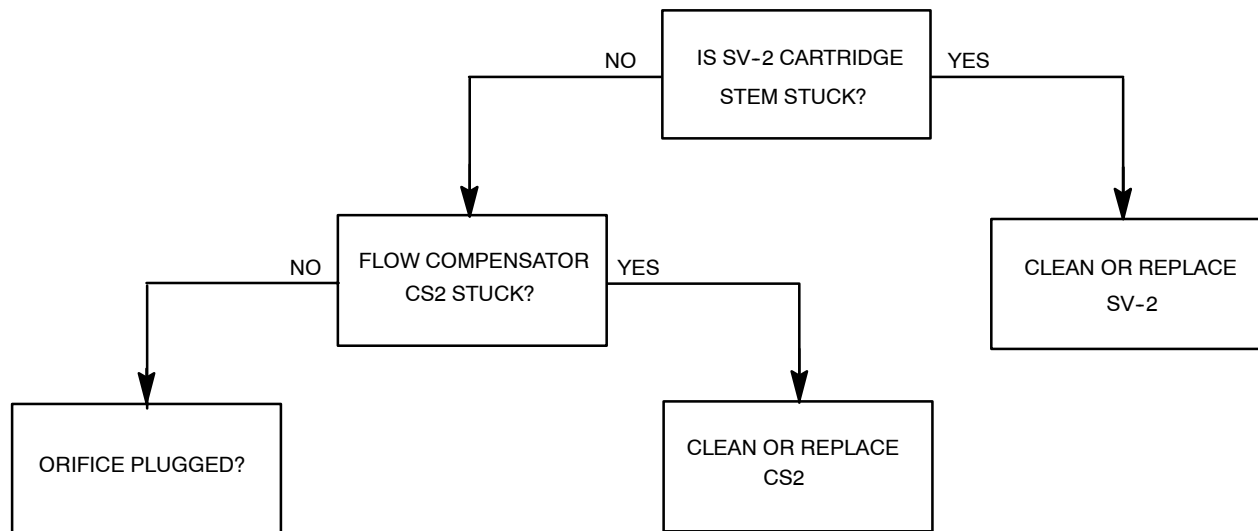 NO
IS SV-2 CARTRIDGE
STEM STUCK?
YES
NO
FLOW COMPENSATOR
CS2 STUCK?
YES
CLEAN OR REPLACE
SV-2
ORIFICE PLUGGED?
CLEAN OR REPLACE
CS2